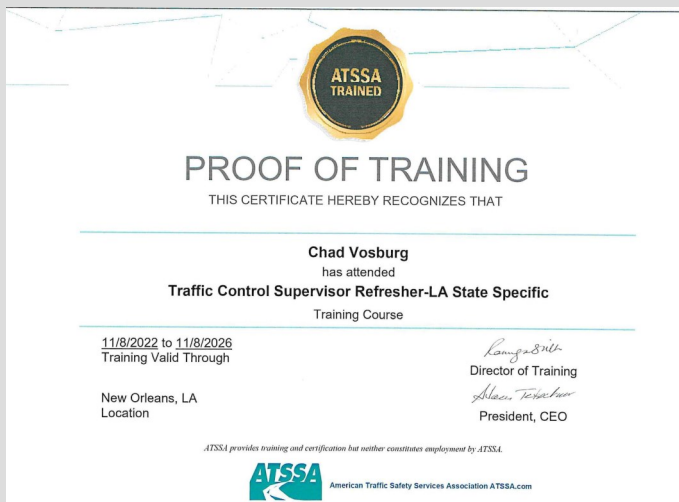 ATSSA
TRAINED
PROOF OF TRAINING
THIS CERTIFICATE HEREBY RECOGNIZES THAT
Chad Vosburg
has attended
Traffic Control Supervisor Refresher-LA State Specific
Training Course
11/8/2022 to 11/8/2026
Training Valid Through
Director of Training
New Orleans, LA
Location
President, CEO
ATSSA provides training and certification but neither constitutes employment by ATSSA.
ATSSA
American Traffic Safety Services Association ATSSA.com